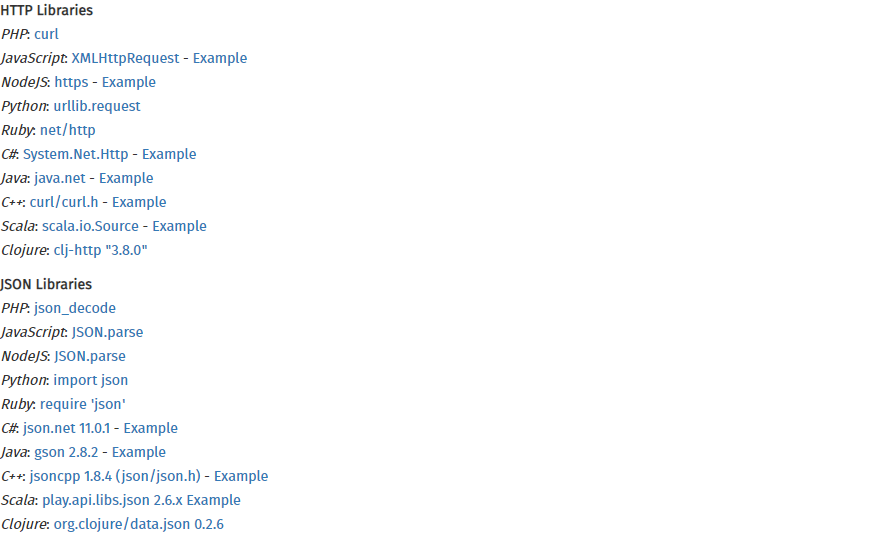 HTTP Libraries
PHP: curl
JavaScript: XMLHttpRequest - Example
NodeJS: https - Example
Python: urllib.request
Ruby: net/http
C#: System.Net.Http - Example
Java: java.net - Example
C++: curl/curl.h - Example
Scala: scala.io.Source - Example
Clojure: clj-http "3.8.0"
JSON Libraries
PHP: json_decode
JavaScript: JSON.parse
NodeJS: JSON.parse
Python: import json
Ruby: require 'json'
C#: json.net 11.0.1 - Example
Java: gson 2.8.2 - Example
C++: jsoncpp 1.8.4 (json/json.h) - Example
Scala: play.api.libs.json 2.6.x Example
Clojure: org.clojure/data.json 0.2.6